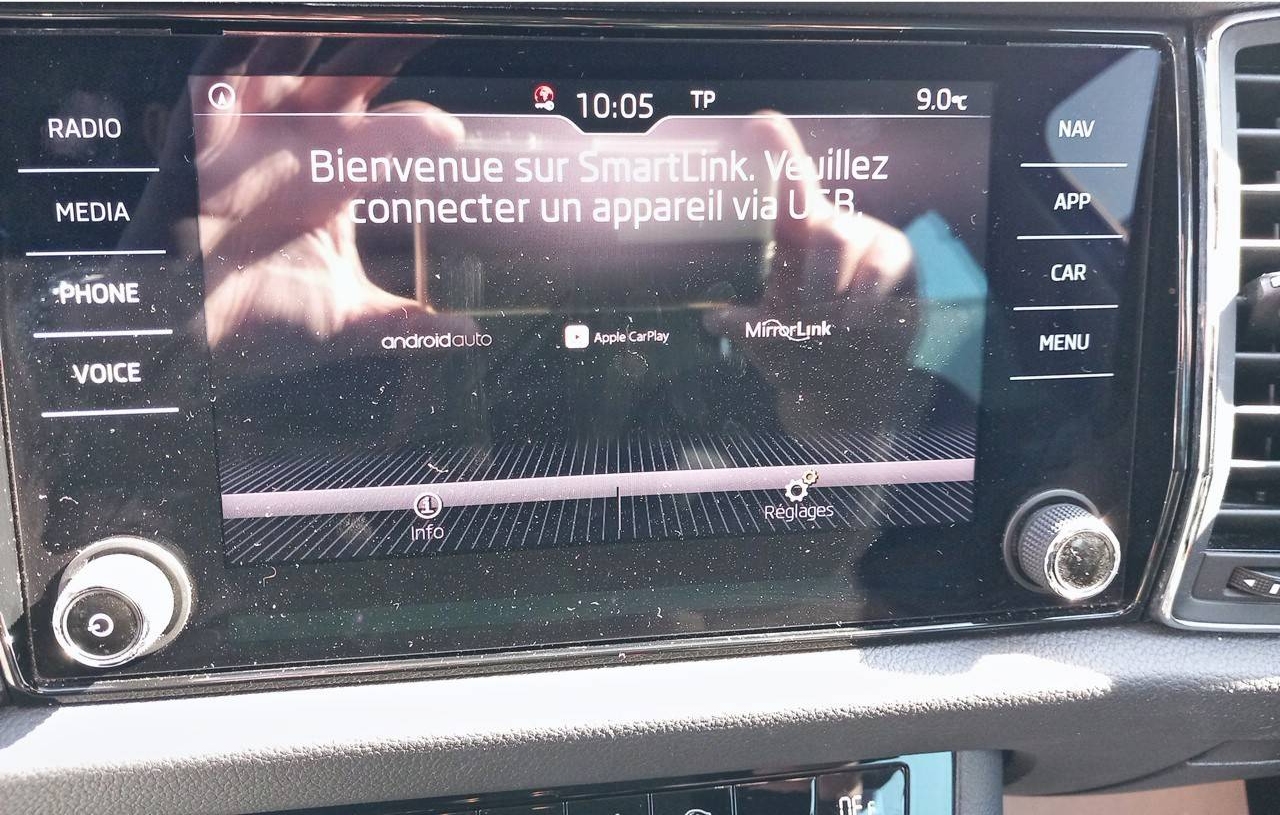 10:05 TP 9.0°C
RADIO
MEDIA
PHONE
VOICE
Bienvenue sur SmartLink. Veuillez
connecter un appareil via USB.
androidauto
Apple CarPlay
MirrorLink
Info
Réglages
NAV
APP
CAR
MENU